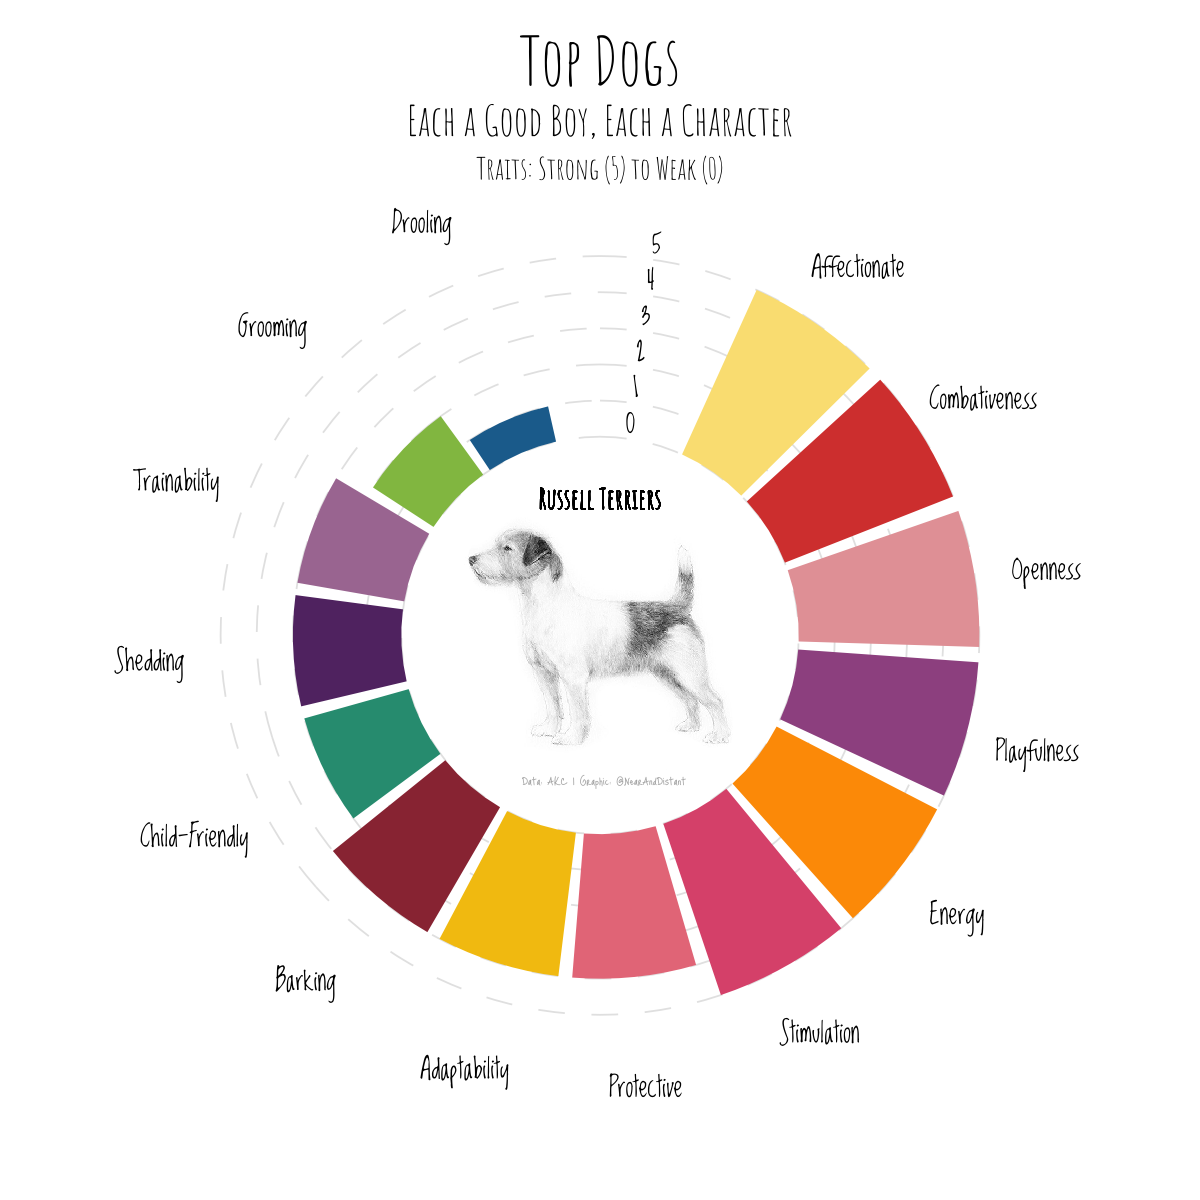 Top Dogs
Each a Good Boy, Each a Character
Traits: Strong (5) to Weak (0)
Drooling
5
Affectionate
4
Grooming
3
2
1
Combativeness
0
Trainability
Russell Terriers
Openness
Shedding
Playfulness
Data: AKC | Graphic: @NearAndDistant
Child-Friendly
Energy
Barking
Stimulation
Adaptability
Protective